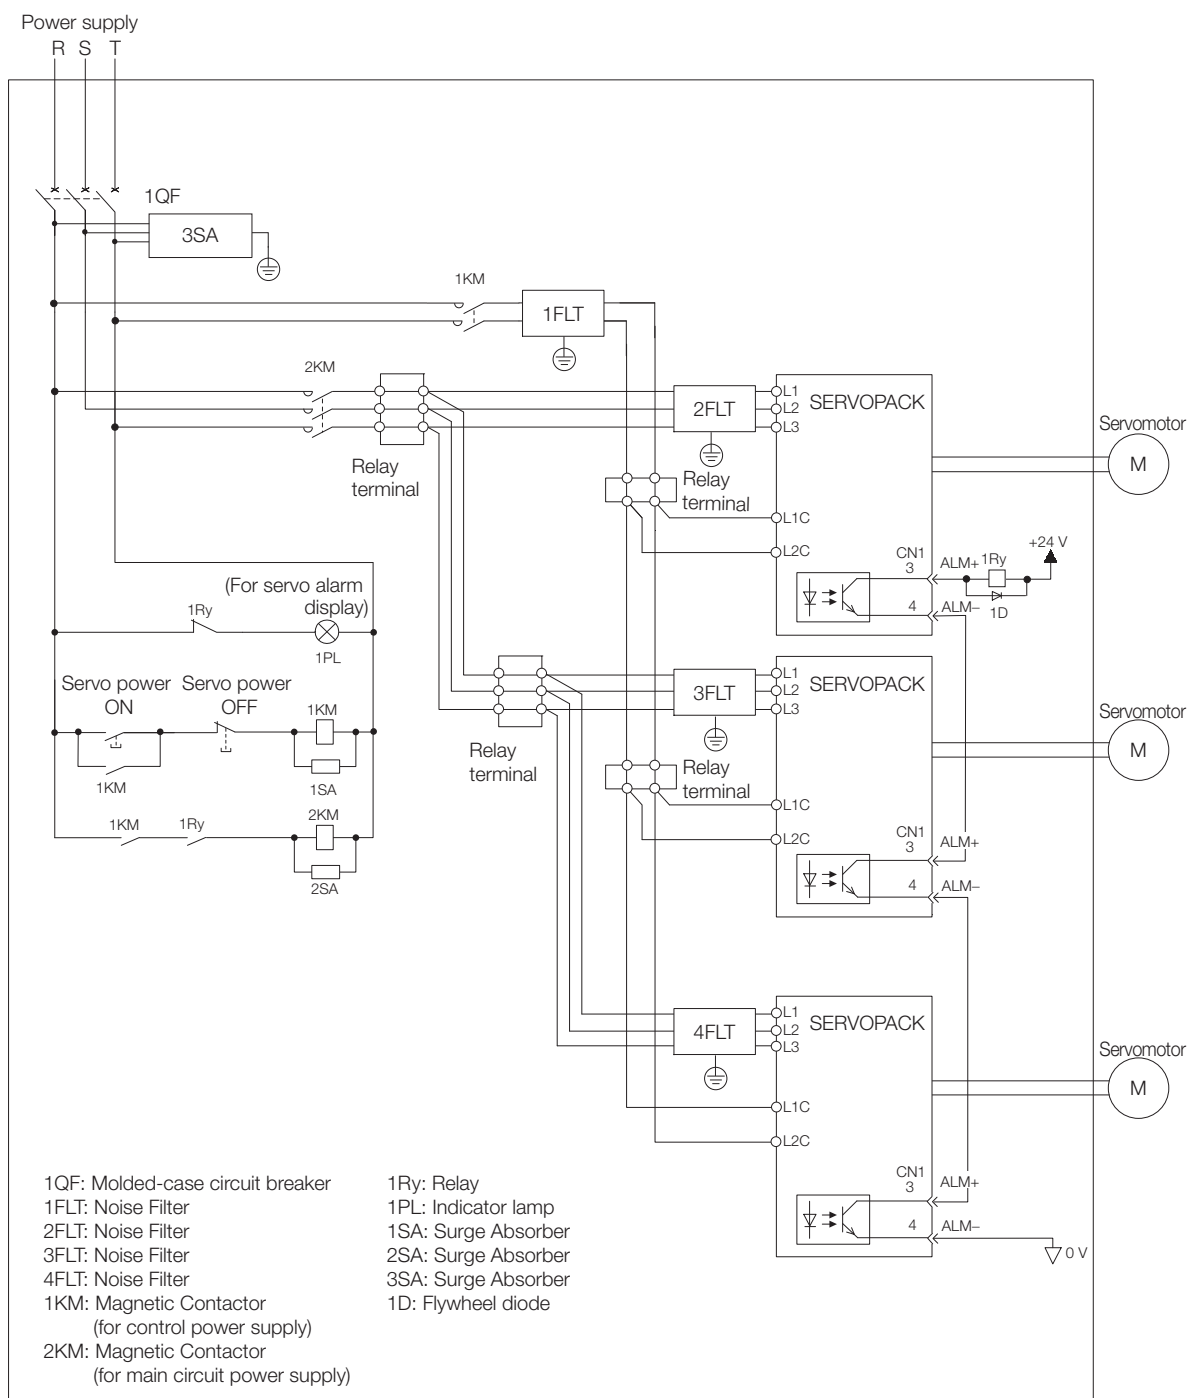 Power supply
R S T
1QF
3SA
1KM
1FLT
2KM
L1
SERVOPACK
2FLT
L2
L3
Servomotor
M
Relay
terminal
Relay
terminal
L1C
L2C
CN1
3
ALM+
1Ry
+24 V
4
ALM–
1D
(For servo alarm
display)
1Ry
1PL
Servo power
ON
Servo power
OFF
1KM
1KM
1SA
1KM
1Ry
2KM
2SA
L1
SERVOPACK
3FLT
L2
L3
Servomotor
M
Relay
terminal
Relay
terminal
L1C
L2C
CN1
3
ALM+
4
ALM–
L1
SERVOPACK
4FLT
L2
L3
Servomotor
M
L1C
L2C
CN1
3
ALM+
4
ALM–
0 V
1QF: Molded-case circuit breaker
1FLT: Noise Filter
2FLT: Noise Filter
3FLT: Noise Filter
4FLT: Noise Filter
1KM: Magnetic Contactor
(for control power supply)
2KM: Magnetic Contactor
(for main circuit power supply)
1Ry: Relay
1PL: Indicator lamp
1SA: Surge Absorber
2SA: Surge Absorber
3SA: Surge Absorber
1D: Flywheel diode